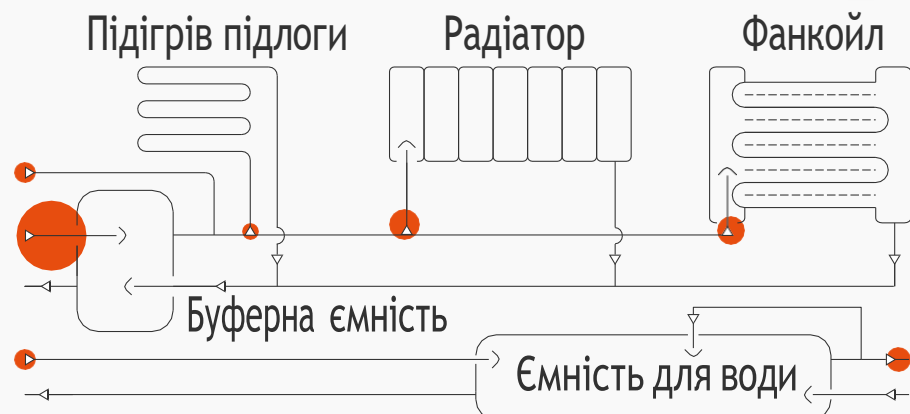 Підігрів підлоги
Радіатор
Фанкойл
Буферна ємність
Ємність для води